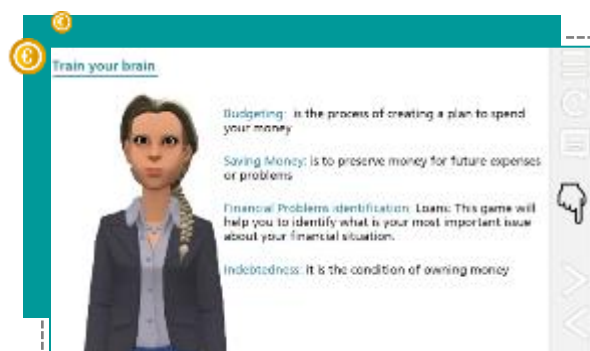 Train your brain
Budgeting: is the process of creating a plan to spend
your money
Saving Money: is to preserve money for future expenses
or problems
Financial Problems identification: Loans: This game will
help you to identify what is your most important issue
about your financial situation.
Indebtedness: it is the condition of owning money